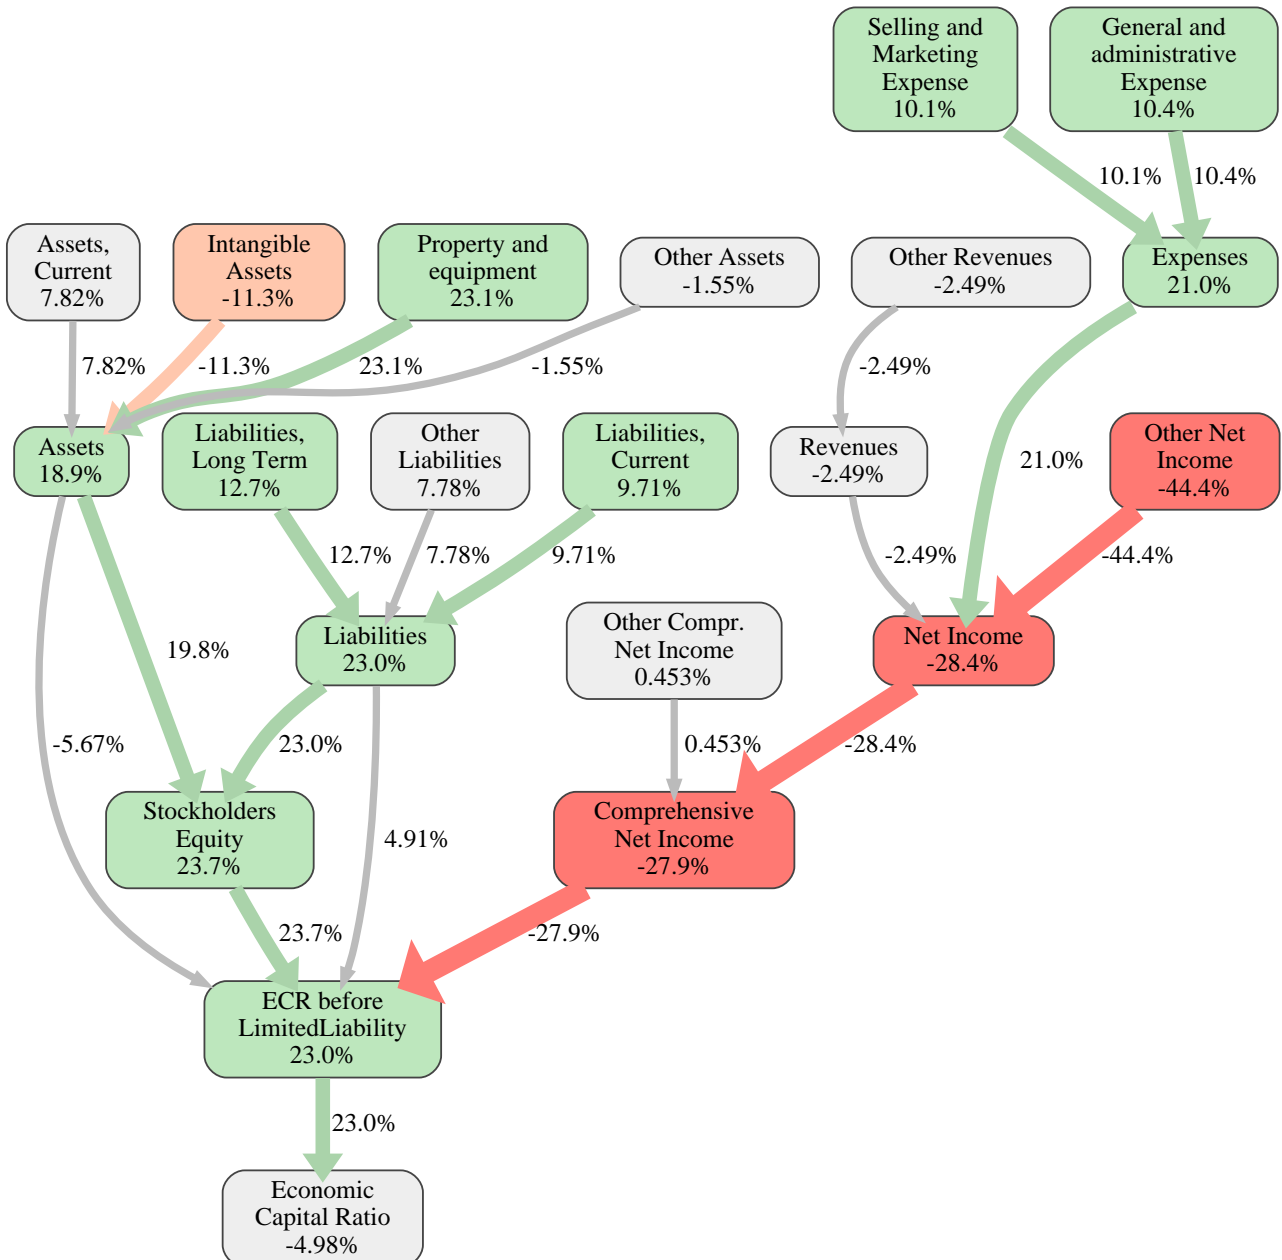 Selling and
Marketing
Expense
10.1%
General and
administrative
Expense
10.4%
10.1%
10.4%
Assets,
Current
7.82%
Intangible
Assets
-11.3%
Property and
equipment
23.1%
Other Assets
-1.55%
Other Revenues
-2.49%
Expenses
21.0%
7.82%
-11.3%
23.1%
-1.55%
-2.49%
Assets
18.9%
Liabilities,
Long Term
12.7%
Other
Liabilities
7.78%
Liabilities,
Current
9.71%
Revenues
-2.49%
21.0%
Other Net
Income
-44.4%
12.7%
7.78%
9.71%
-2.49%
-44.4%
19.8%
Liabilities
23.0%
Other Compr.
Net Income
0.453%
Net Income
-28.4%
-5.67%
23.0%
0.453%
-28.4%
Stockholders
Equity
23.7%
4.91%
Comprehensive
Net Income
-27.9%
23.7%
-27.9%
ECR before
LimitedLiability
23.0%
23.0%
Economic
Capital Ratio
-4.98%